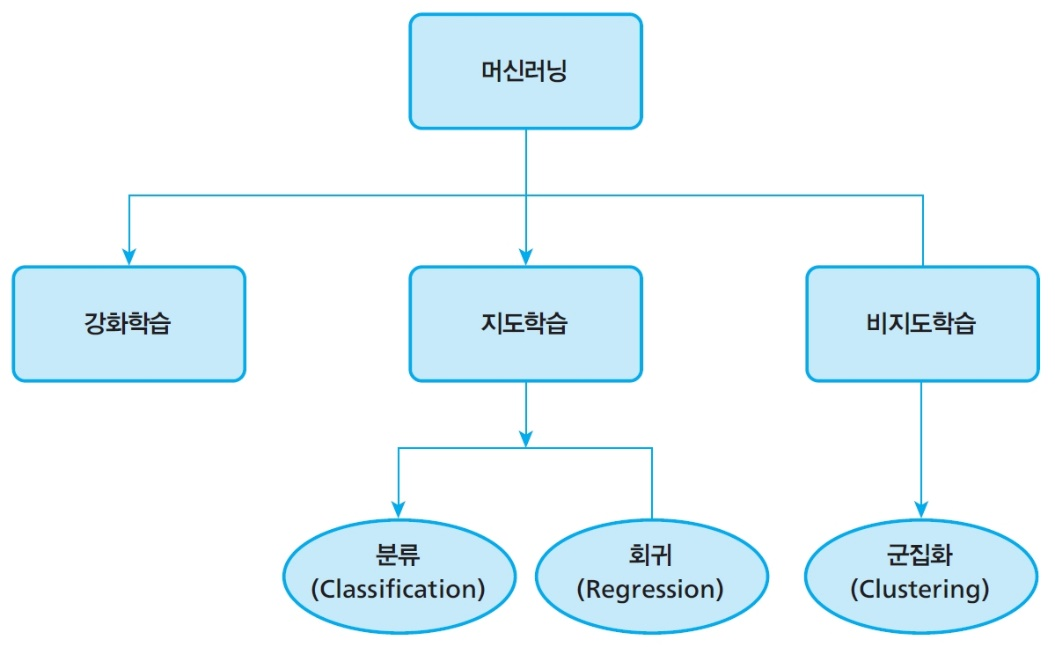 머신러닝
강화학습
지도학습
비지도학습
분류
(Classification)
회귀
(Regression)
군집화
(Clustering)